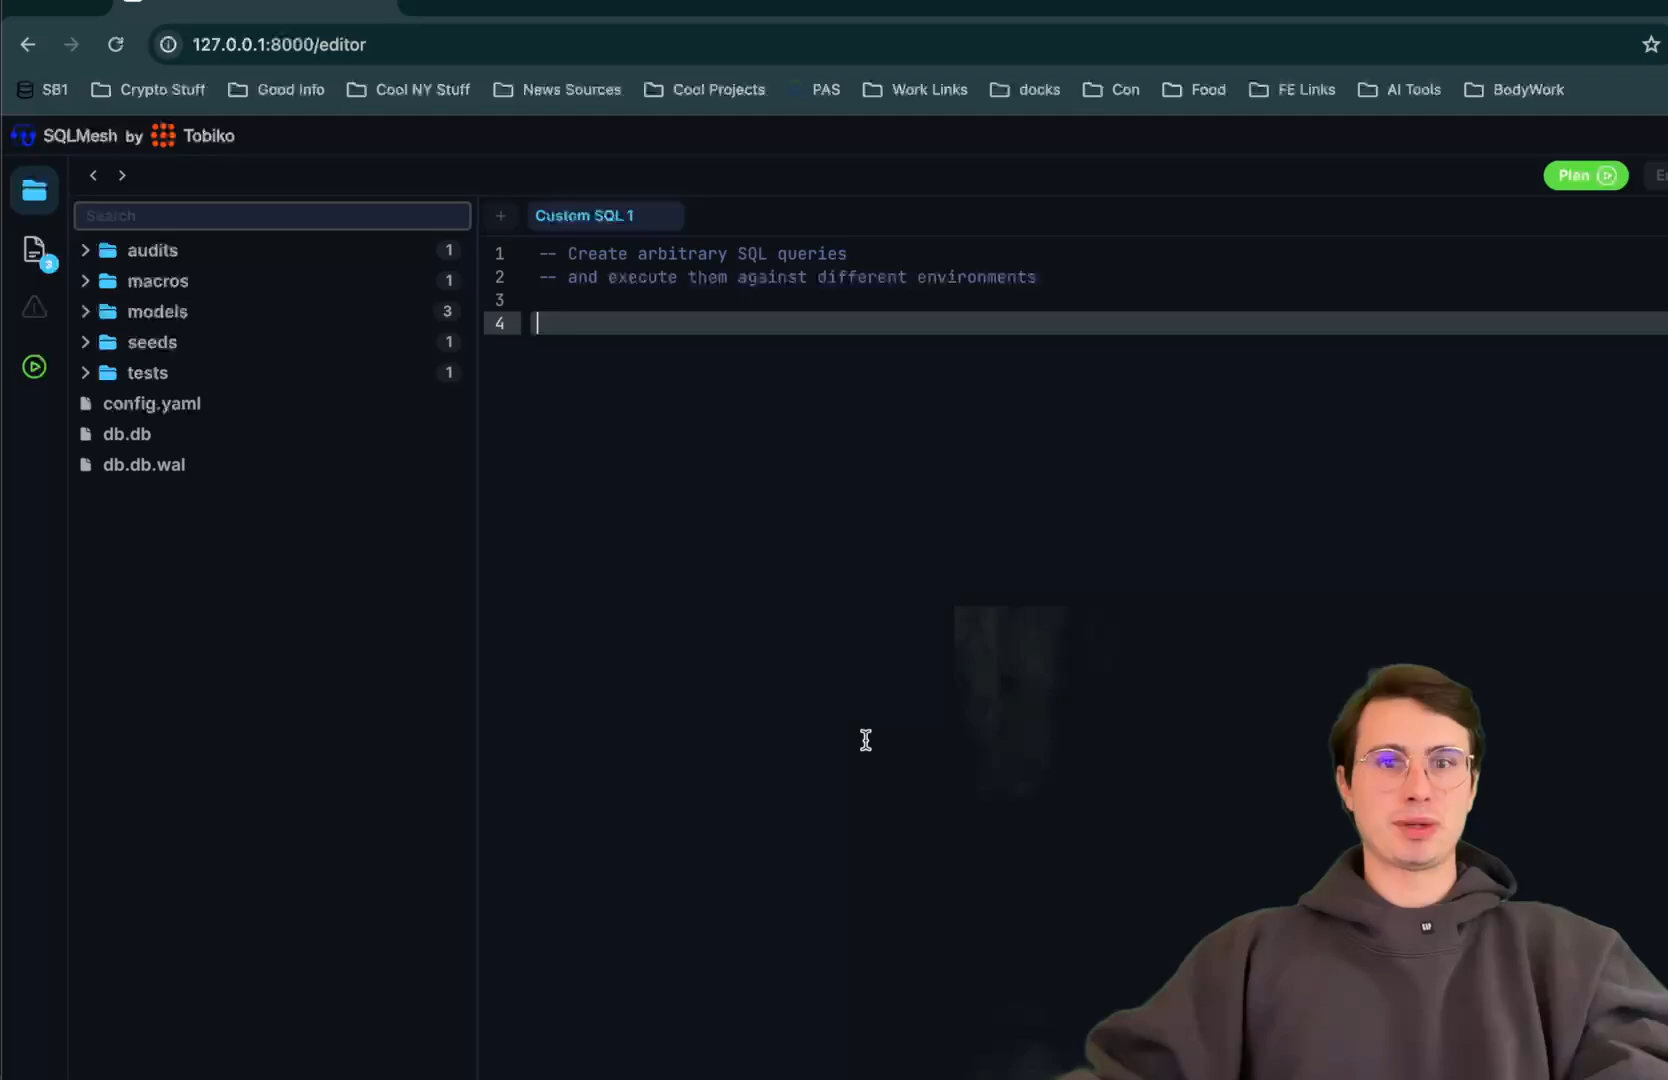 127.0.0.1:8000/editor
SB1 Crypto Stuff Good Info Cool NY Stuff News Sources Cool Projects PAS Work Links docks Con Food FE Links AI Tools BodyWork
SQLMesh by Tobiko
Plan
Search
+ Custom SQL 1
audits 1
macros 1
models 3
seeds 1
tests 1
config.yaml
db.db
db.db.wal
3
1 -- Create arbitrary SQL queries
2 -- and execute them against different environments
3
4